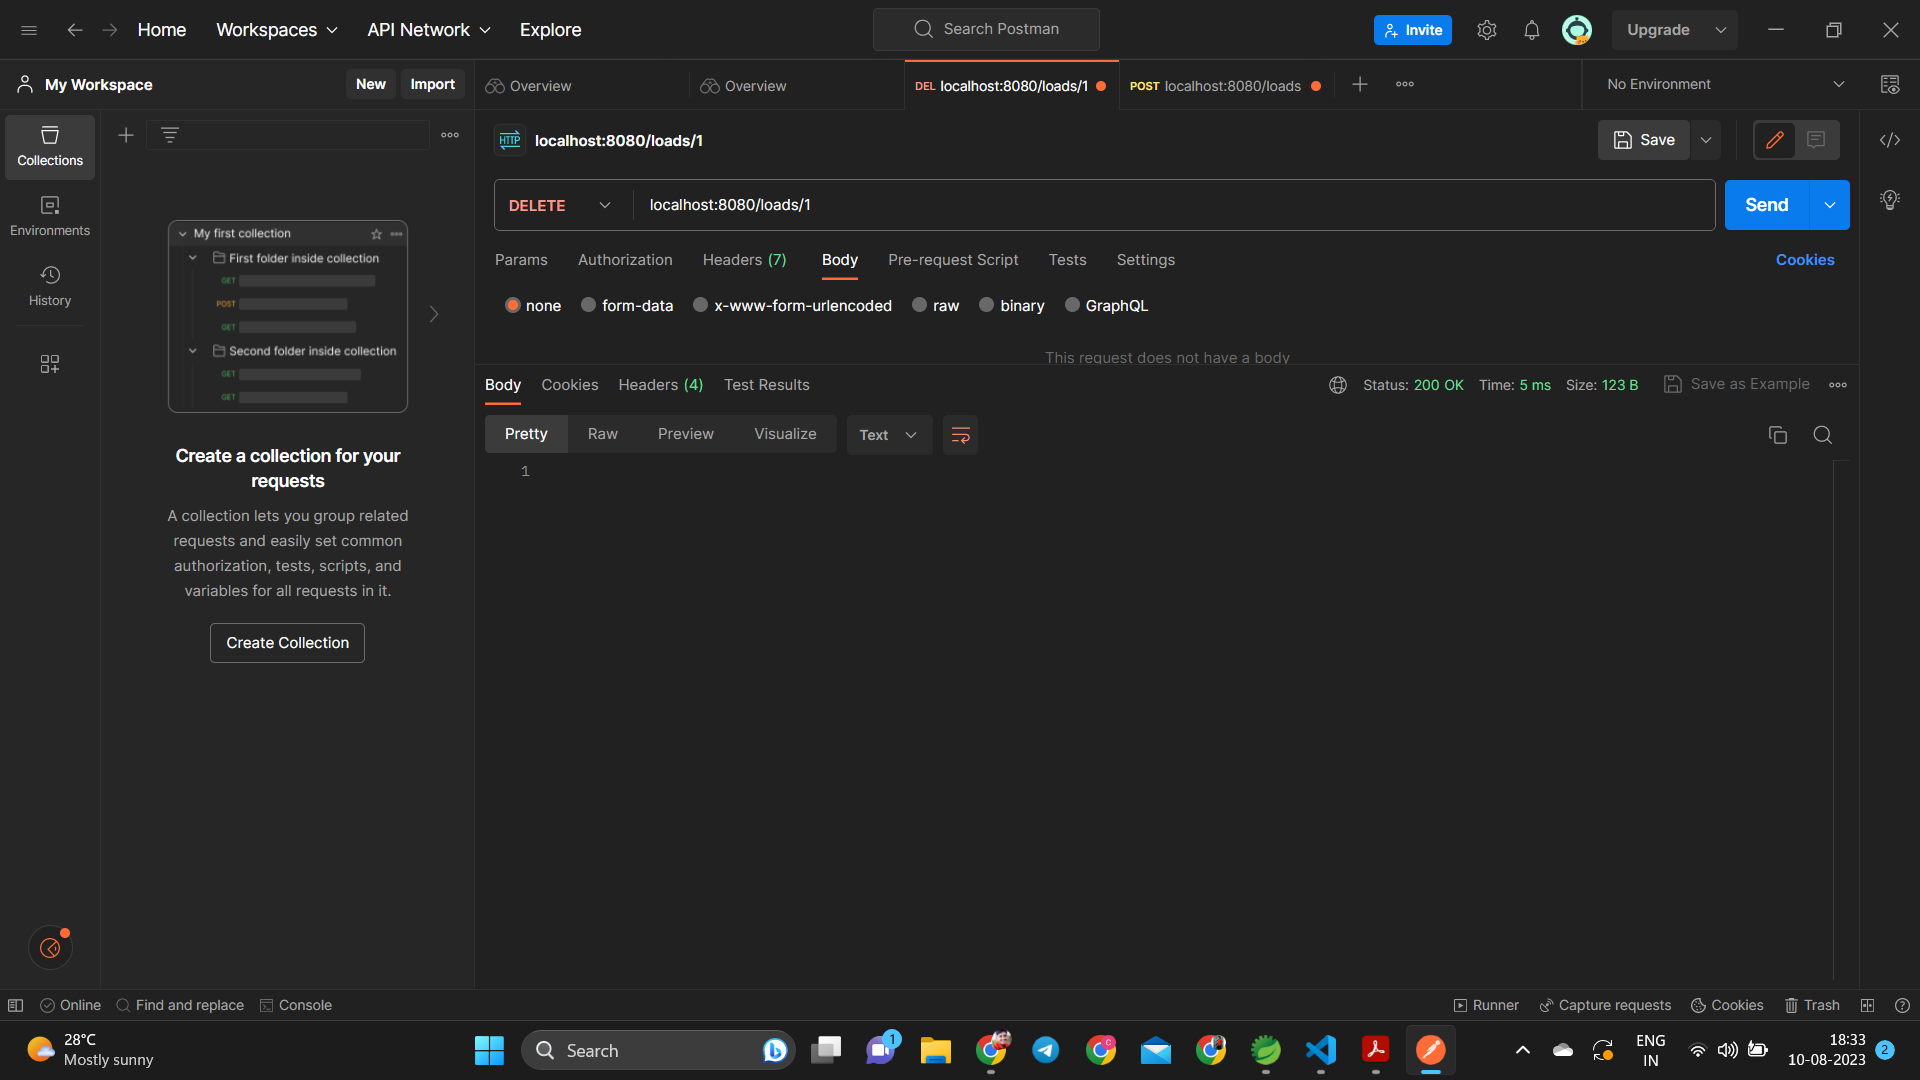 Home Workspaces API Network Explore Search Postman Invite Upgrade
My Workspace New Import Overview Overview DEL localhost:8080/loads/1 POST localhost:8080/loads No Environment
Collections
Environments
History
My first collection
First folder inside collection
GET
POST
GET
Second folder inside collection
GET
GET
Create a collection for your
requests
A collection lets you group related
requests and easily set common
authorization, tests, scripts, and
variables for all requests in it.
Create Collection
HTTP localhost:8080/loads/1 Save
DELETE localhost:8080/loads/1 Send
Params Authorization Headers (7) Body Pre-request Script Tests Settings Cookies
none form-data x-www-form-urlencoded raw binary GraphQL
This request does not have a body
Body Cookies Headers (4) Test Results Status: 200 OK Time: 5 ms Size: 123 B Save as Example
Pretty Raw Preview Visualize Text
1
Online Find and replace Console Runner Capture requests Cookies Trash
28°C
Mostly sunny
Search
1
ENG
IN
18:33
10-08-2023
2